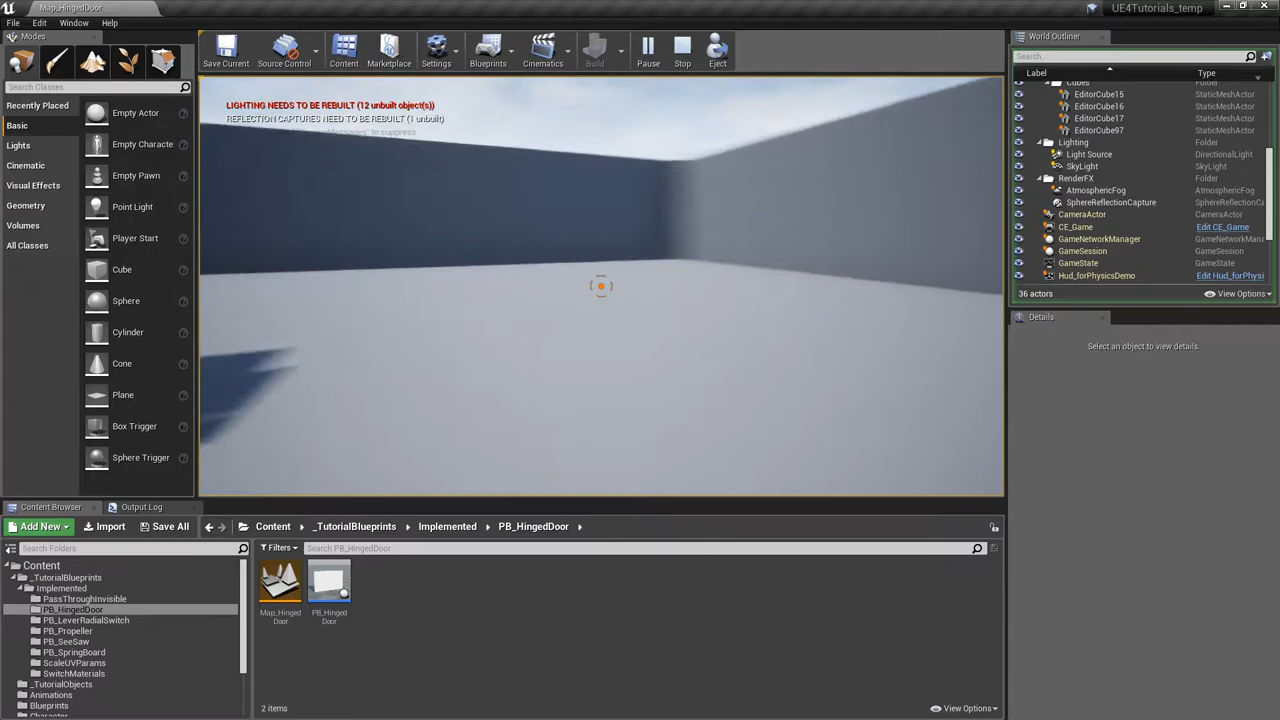 Map_HingedDoor
UE4Tutorials_temp
File Edit Window Help
Modes
Search Classes
Recently Placed
Basic
Lights
Cinematic
Visual Effects
Geometry
Volumes
All Classes
Empty Actor
Empty Characte
Empty Pawn
Point Light
Player Start
Cube
Sphere
Cylinder
Cone
Plane
Box Trigger
Sphere Trigger
Save Current Source Control Content Marketplace Settings Blueprints Cinematics Build Pause Stop Eject
LIGHTING NEEDS TO BE REBUILT (12 unbuilt object(s))
REFLECTION CAPTURES NEED TO BE REBUILT (1 unbuilt)
to suppress
World Outliner
Search...
Label Type
Cubes Folder
EditorCube15 StaticMeshActor
EditorCube16 StaticMeshActor
EditorCube17 StaticMeshActor
EditorCube97 StaticMeshActor
Lighting Folder
Light Source DirectionalLight
SkyLight SkyLight
RenderFX Folder
AtmosphericFog AtmosphericFog
SphereReflectionCapture SphereReflectionCa
CameraActor CameraActor
CE_Game Edit CE_Game
GameNetworkManager GameNetworkManag
GameSession GameSession
GameState GameState
Hud_forPhysicsDemo Edit Hud_forPhysi
36 actors View Options
Details
Select an object to view details.
Content Browser Output Log
Add New Import Save All Content _TutorialBlueprints Implemented PB_HingedDoor
Search Folders
Filters Search PB_HingedDoor
Content
_TutorialBlueprints
Implemented
PassThroughInvisible
PB_HingedDoor
PB_LeverRadialSwitch
PB_Propeller
PB_SeeSaw
PB_SpringBoard
ScaleUVParams
SwitchMaterials
_TutorialObjects
Animations
Blueprints
Character
Map_Hinged
Door
PB_Hinged
Door
2 items View Options